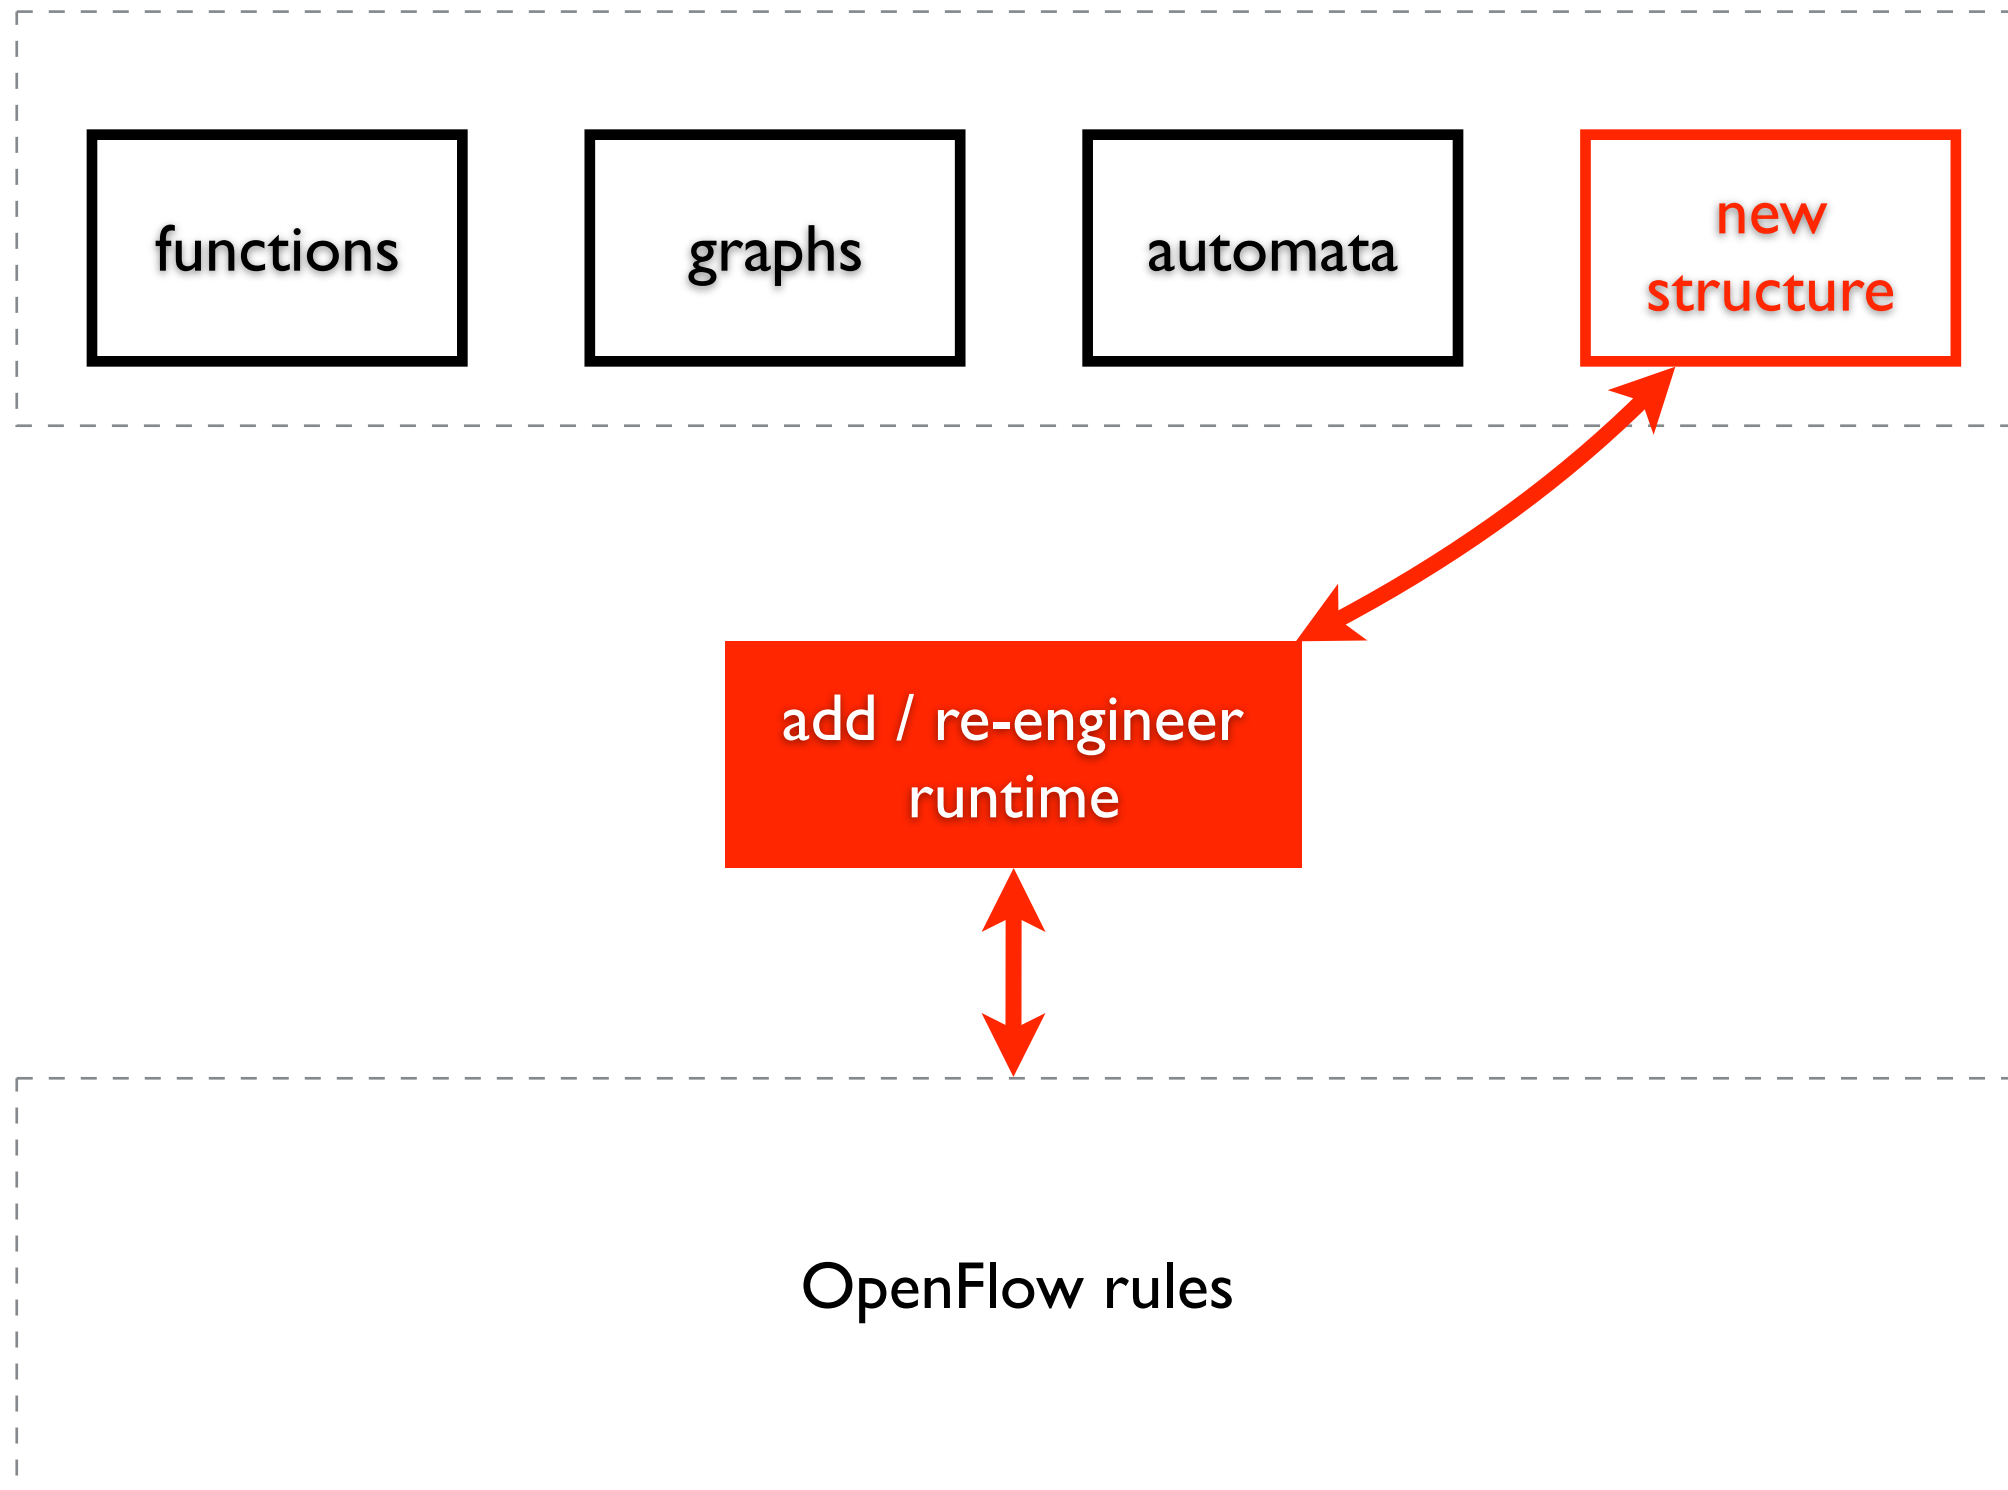 functions
graphs
automata
new
structure
add / re-engineer
runtime
OpenFlow rules